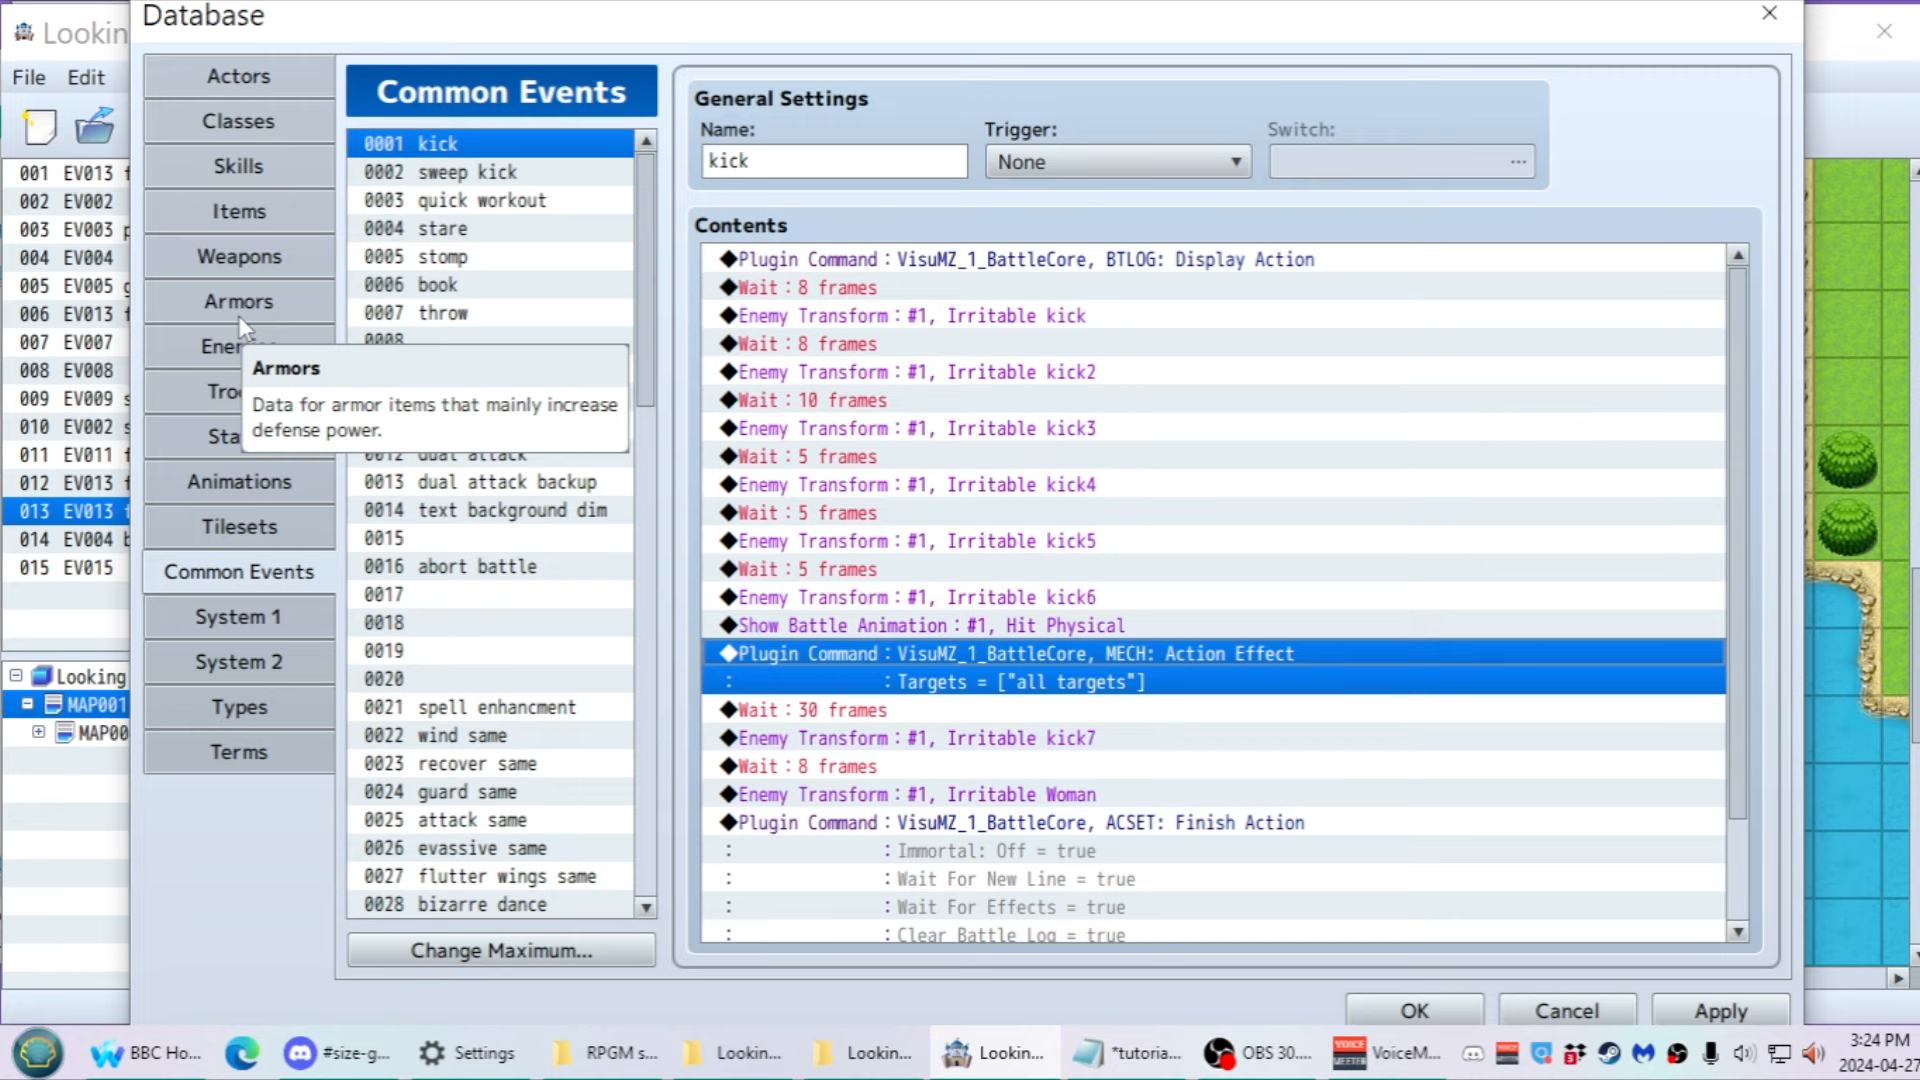 Database
Lookin
File Edit
001 EV013 f
002 EV002
003 EV003 p
004 EV004
005 EV005 g
006 EV013 f
007 EV007
008 EV008
009 EV009 s
010 EV002 s
011 EV011 f
012 EV013 f
013 EV013 f
014 EV004 b
015 EV015
Looking
MAP001
MAP00
Actors
Classes
Skills
Items
Weapons
Armors
Ene
Tro
Sta
Animations
Tilesets
Common Events
System 1
System 2
Types
Terms
Armors
Data for armor items that mainly increase
defense power.
Common Events
0001 kick
0002 sweep kick
0003 quick workout
0004 stare
0005 stomp
0006 book
0007 throw
0008
0012 dual attack
0013 dual attack backup
0014 text background dim
0015
0016 abort battle
0017
0018
0019
0020
0021 spell enhancment
0022 wind same
0023 recover same
0024 guard same
0025 attack same
0026 evassive same
0027 flutter wings same
0028 bizarre dance
Change Maximum...
General Settings
Name: Trigger: Switch:
kick None ...
Contents
◆Plugin Command：VisuMZ_1_BattleCore, BTLOG: Display Action
◆Wait：8 frames
◆Enemy Transform：#1, Irritable kick
◆Wait：8 frames
◆Enemy Transform：#1, Irritable kick2
◆Wait：10 frames
◆Enemy Transform：#1, Irritable kick3
◆Wait：5 frames
◆Enemy Transform：#1, Irritable kick4
◆Wait：5 frames
◆Enemy Transform：#1, Irritable kick5
◆Wait：5 frames
◆Enemy Transform：#1, Irritable kick6
◆Show Battle Animation：#1, Hit Physical
◆Plugin Command：VisuMZ_1_BattleCore, MECH: Action Effect
：　：Targets = ["all targets"]
◆Wait：30 frames
◆Enemy Transform：#1, Irritable kick7
◆Wait：8 frames
◆Enemy Transform：#1, Irritable Woman
◆Plugin Command：VisuMZ_1_BattleCore, ACSET: Finish Action
：　：Immortal: Off = true
：　：Wait For New Line = true
：　：Wait For Effects = true
：　：Clear Battle Log = true
OK Cancel Apply
BBC Ho... #size-g... Settings RPGM s... Lookin... Lookin... Lookin... *tutoria... OBS 30.... VOICE MEETER VoiceM... 3:24 PM
2024-04-27